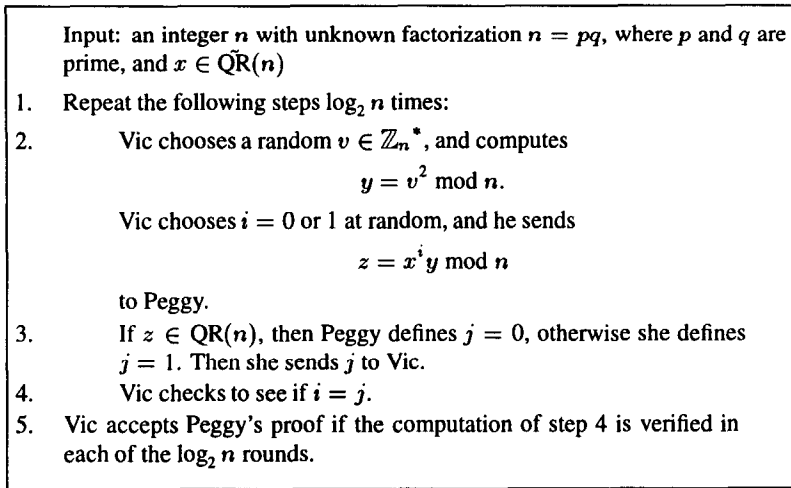 Input: an integer n with unknown factorization n = pq, where p and q are
prime, and x ∈ Q̃R(n)
1. Repeat the following steps log₂ n times:
2. Vic chooses a random v ∈ ℤₙ*, and computes
y = v² mod n.
Vic chooses i = 0 or 1 at random, and he sends
z = xⁱy mod n
to Peggy.
3. If z ∈ QR(n), then Peggy defines j = 0, otherwise she defines
j = 1. Then she sends j to Vic.
4. Vic checks to see if i = j.
5. Vic accepts Peggy's proof if the computation of step 4 is verified in
each of the log₂ n rounds.